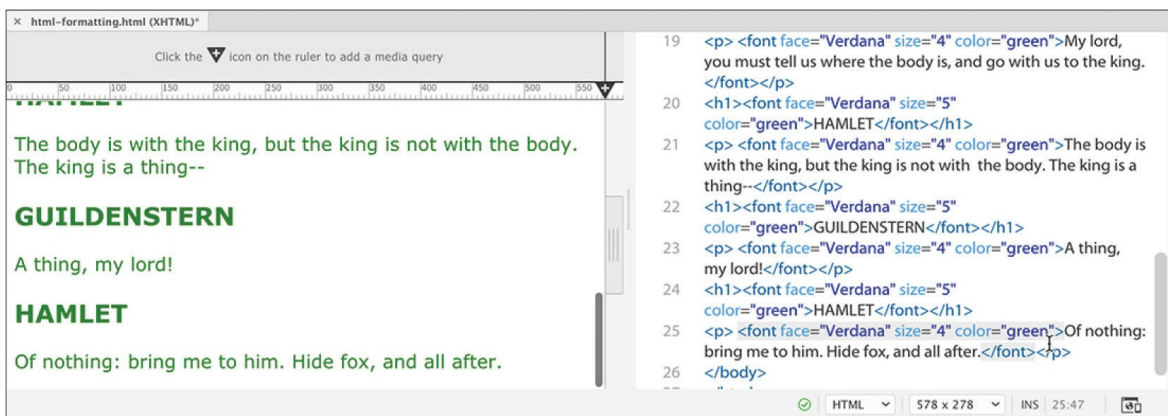 × html-formatting.html (XHTML)*
Click the icon on the ruler to add a media query
0 50 100 150 200 250 300 350 400 450 500 550
HAMLET
The body is with the king, but the king is not with the body.
The king is a thing--
GUILDENSTERN
A thing, my lord!
HAMLET
Of nothing: bring me to him. Hide fox, and all after.
19 <p> <font face="Verdana" size="4" color="green">My lord,
you must tell us where the body is, and go with us to the king.
</font></p>
20 <h1><font face="Verdana" size="5"
color="green">HAMLET</font></h1>
21 <p> <font face="Verdana" size="4" color="green">The body is
with the king, but the king is not with  the body. The king is a
thing--</font></p>
22 <h1><font face="Verdana" size="5"
color="green">GUILDENSTERN</font></h1>
23 <p> <font face="Verdana" size="4" color="green">A thing,
my lord!</font></p>
24 <h1><font face="Verdana" size="5"
color="green">HAMLET</font></h1>
25 <p> <font face="Verdana" size="4" color="green">Of nothing:
bring me to him. Hide fox, and all after.</font></p>
26 </body>
HTML 578 x 278 INS 25:47